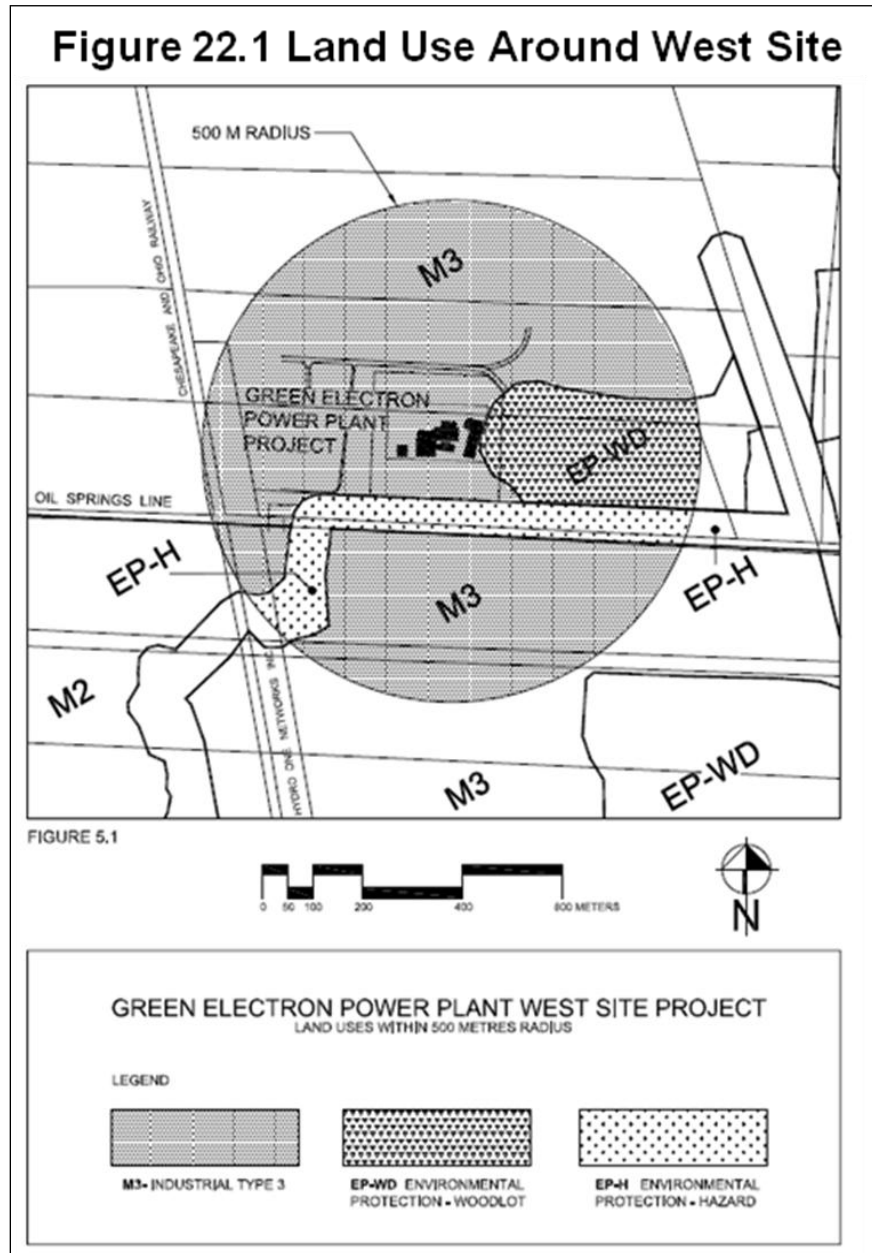 Figure 22.1 Land Use Around West Site
500 M RADIUS
CHESAPEAKE AND OHIO RAILWAY
M3
GREEN ELECTRON
POWER PLANT
PROJECT
EP-WD
OIL SPRINGS LINE
EP-H
EP-H
M3
M2
HYDRO ONE NETWORKS INC.
M3
EP-WD
FIGURE 5.1
0 50 100 200 400 800 METERS
N
GREEN ELECTRON POWER PLANT WEST SITE PROJECT
LAND USES WITHIN 500 METRES RADIUS
LEGEND
M3- INDUSTRIAL TYPE 3
EP-WD ENVIRONMENTAL
PROTECTION - WOODLOT
EP-H ENVIRONMENTAL
PROTECTION - HAZARD